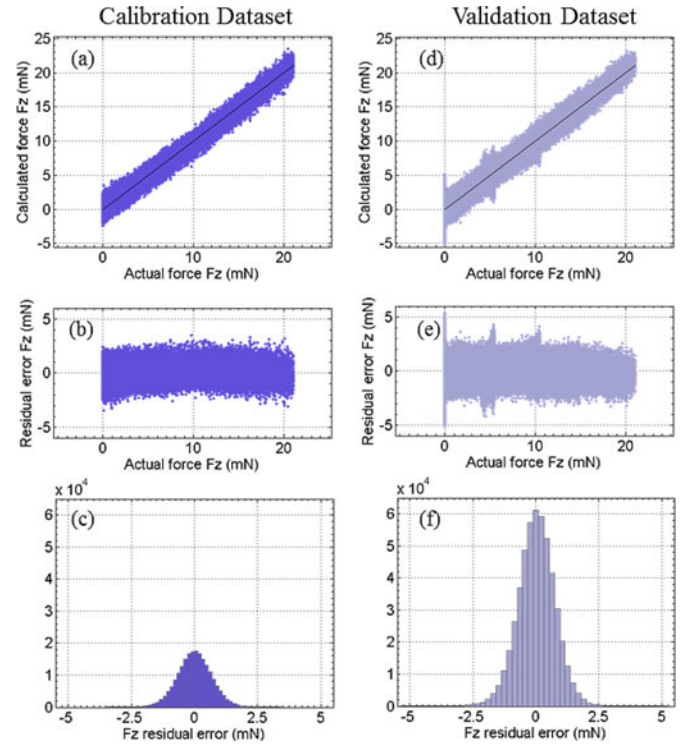 Calibration Dataset
Validation Dataset
(a)
Calculated force Fz (mN)
25
20
15
10
5
0
-5
0
10
20
Actual force Fz (mN)
(d)
Calculated force Fz (mN)
25
20
15
10
5
0
-5
0
10
20
Actual force Fz (mN)
(b)
Residual error Fz (mN)
5
0
-5
0
10
20
Actual force Fz (mN)
(e)
Residual error Fz (mN)
5
0
-5
0
10
20
Actual force Fz (mN)
x 10^4
(c)
6
5
4
3
2
1
0
-5
-2.5
0
2.5
5
Fz residual error (mN)
x 10^4
(f)
6
5
4
3
2
1
0
-5
-2.5
0
2.5
5
Fz residual error (mN)